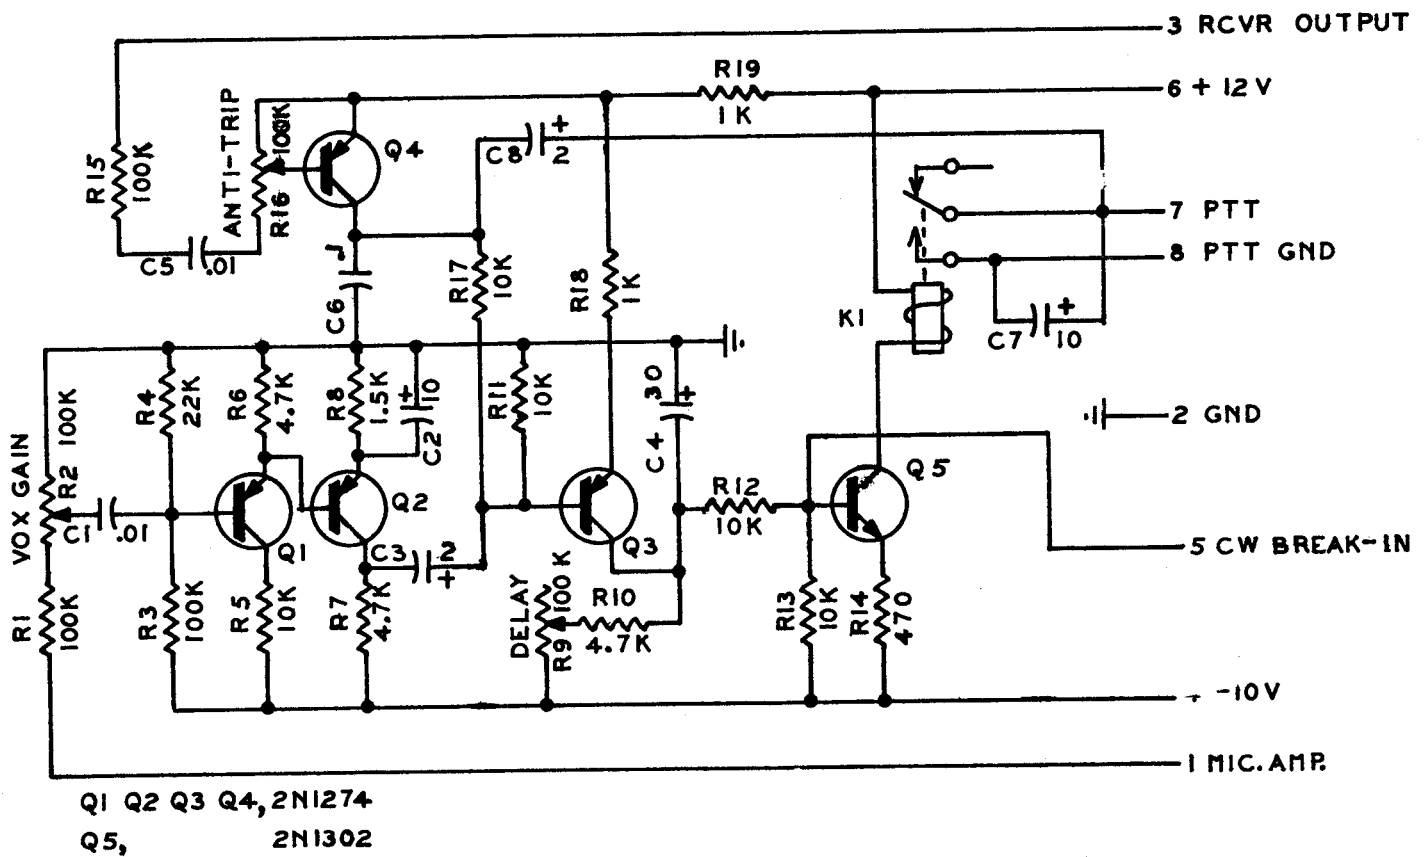 3 RCVR OUTPUT
R19
1K
6 + 12 V
ANTI-TRIP
R16 100K
R15 100K
Q4
C8 + 2
C5 .01
7 PTT
8 PTT GND
R17 10K
R18 1K
C6
K1
C7 + 10
R4 22K
R6 4.7K
R8 1.5K
C2 + 10
R11 10K
C4 30 +
2 GND
VOX GAIN
R2 100K
C1 .01
Q1
Q2
Q3
R12
10K
Q5
5 CW BREAK-IN
C3 2 +
R1 100K
R3 100K
R5 10K
R7 4.7K
DELAY
R9 100K
R10
4.7K
R13 10K
R14 470
-10V
1 MIC. AMP.
Q1 Q2 Q3 Q4, 2N1274
Q5, 2N1302